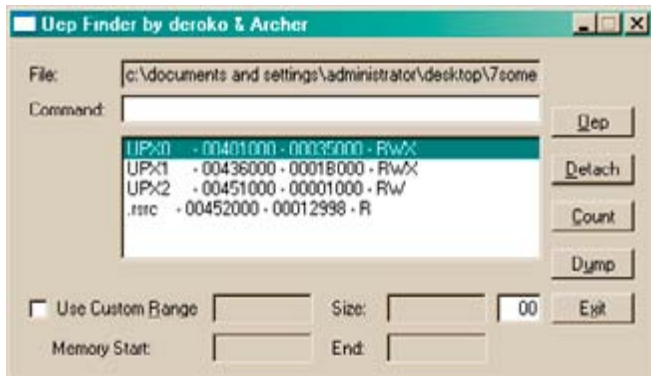 Uep Finder by deroko & Archer
File: c:\documents and settings\administrator\desktop\7some
Command:
UPX0 - 00401000 - 00035000 - RWX
UPX1 - 00436000 - 0001B000 - RWX
UPX2 - 00451000 - 00001000 - RW
.rsrc - 00452000 - 00012998 - R
Uep
Detach
Count
Dump
Exit
Use Custom Range Size: 00
Memory Start: End: